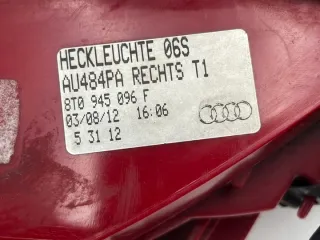 HECKLEUCHTE 06S
AU484PA RECHTS T1
8T0 945 096 F
03/08/12 16:06
5 31 12